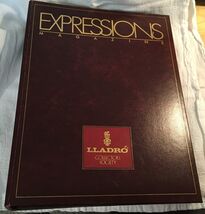 EXPRESSIONS
MAGAZINE
LLADRÓ
COLLECTORS
SOCIETY